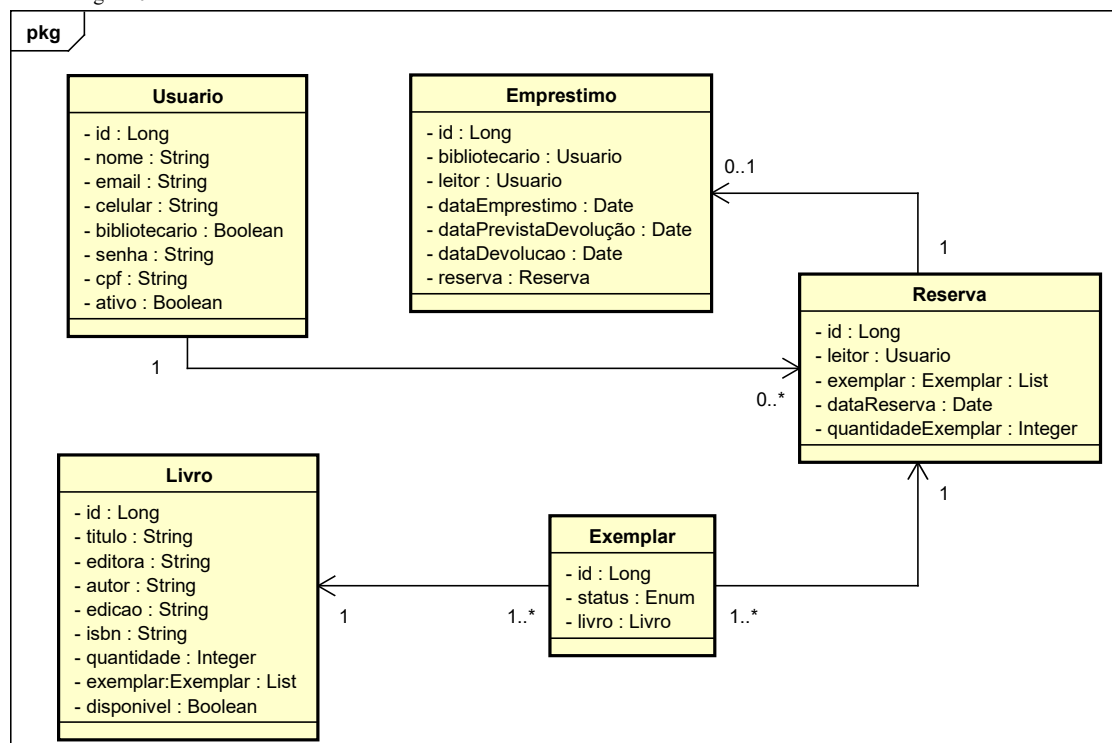 pkg
Usuario
- id : Long
- nome : String
- email : String
- celular : String
- bibliotecario : Boolean
- senha : String
- cpf : String
- ativo : Boolean
Emprestimo
- id : Long
- bibliotecario : Usuario
- leitor : Usuario
- dataEmprestimo : Date
- dataPrevistaDevolução : Date
- dataDevolucao : Date
- reserva : Reserva
0..1
1
Reserva
- id : Long
- leitor : Usuario
- exemplar : Exemplar : List
- dataReserva : Date
- quantidadeExemplar : Integer
1
0..*
Livro
- id : Long
- titulo : String
- editora : String
- autor : String
- edicao : String
- isbn : String
- quantidade : Integer
- exemplar:Exemplar : List
- disponivel : Boolean
1
1..*
Exemplar
- id : Long
- status : Enum
- livro : Livro
1..*
1